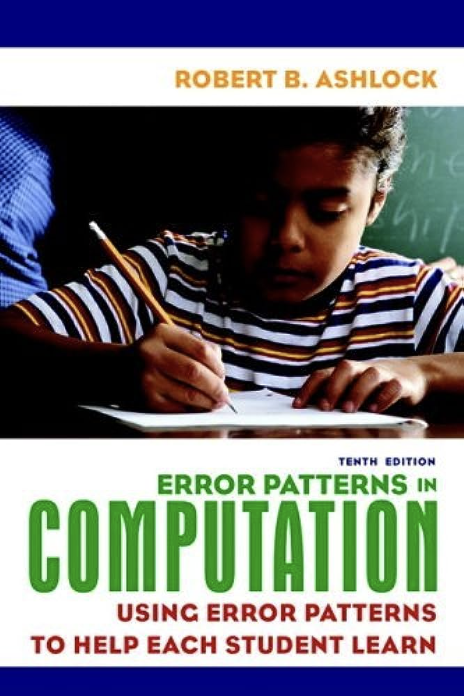 ROBERT B. ASHLOCK
TENTH EDITION
ERROR PATTERNS IN
COMPUTATION
USING ERROR PATTERNS
TO HELP EACH STUDENT LEARN